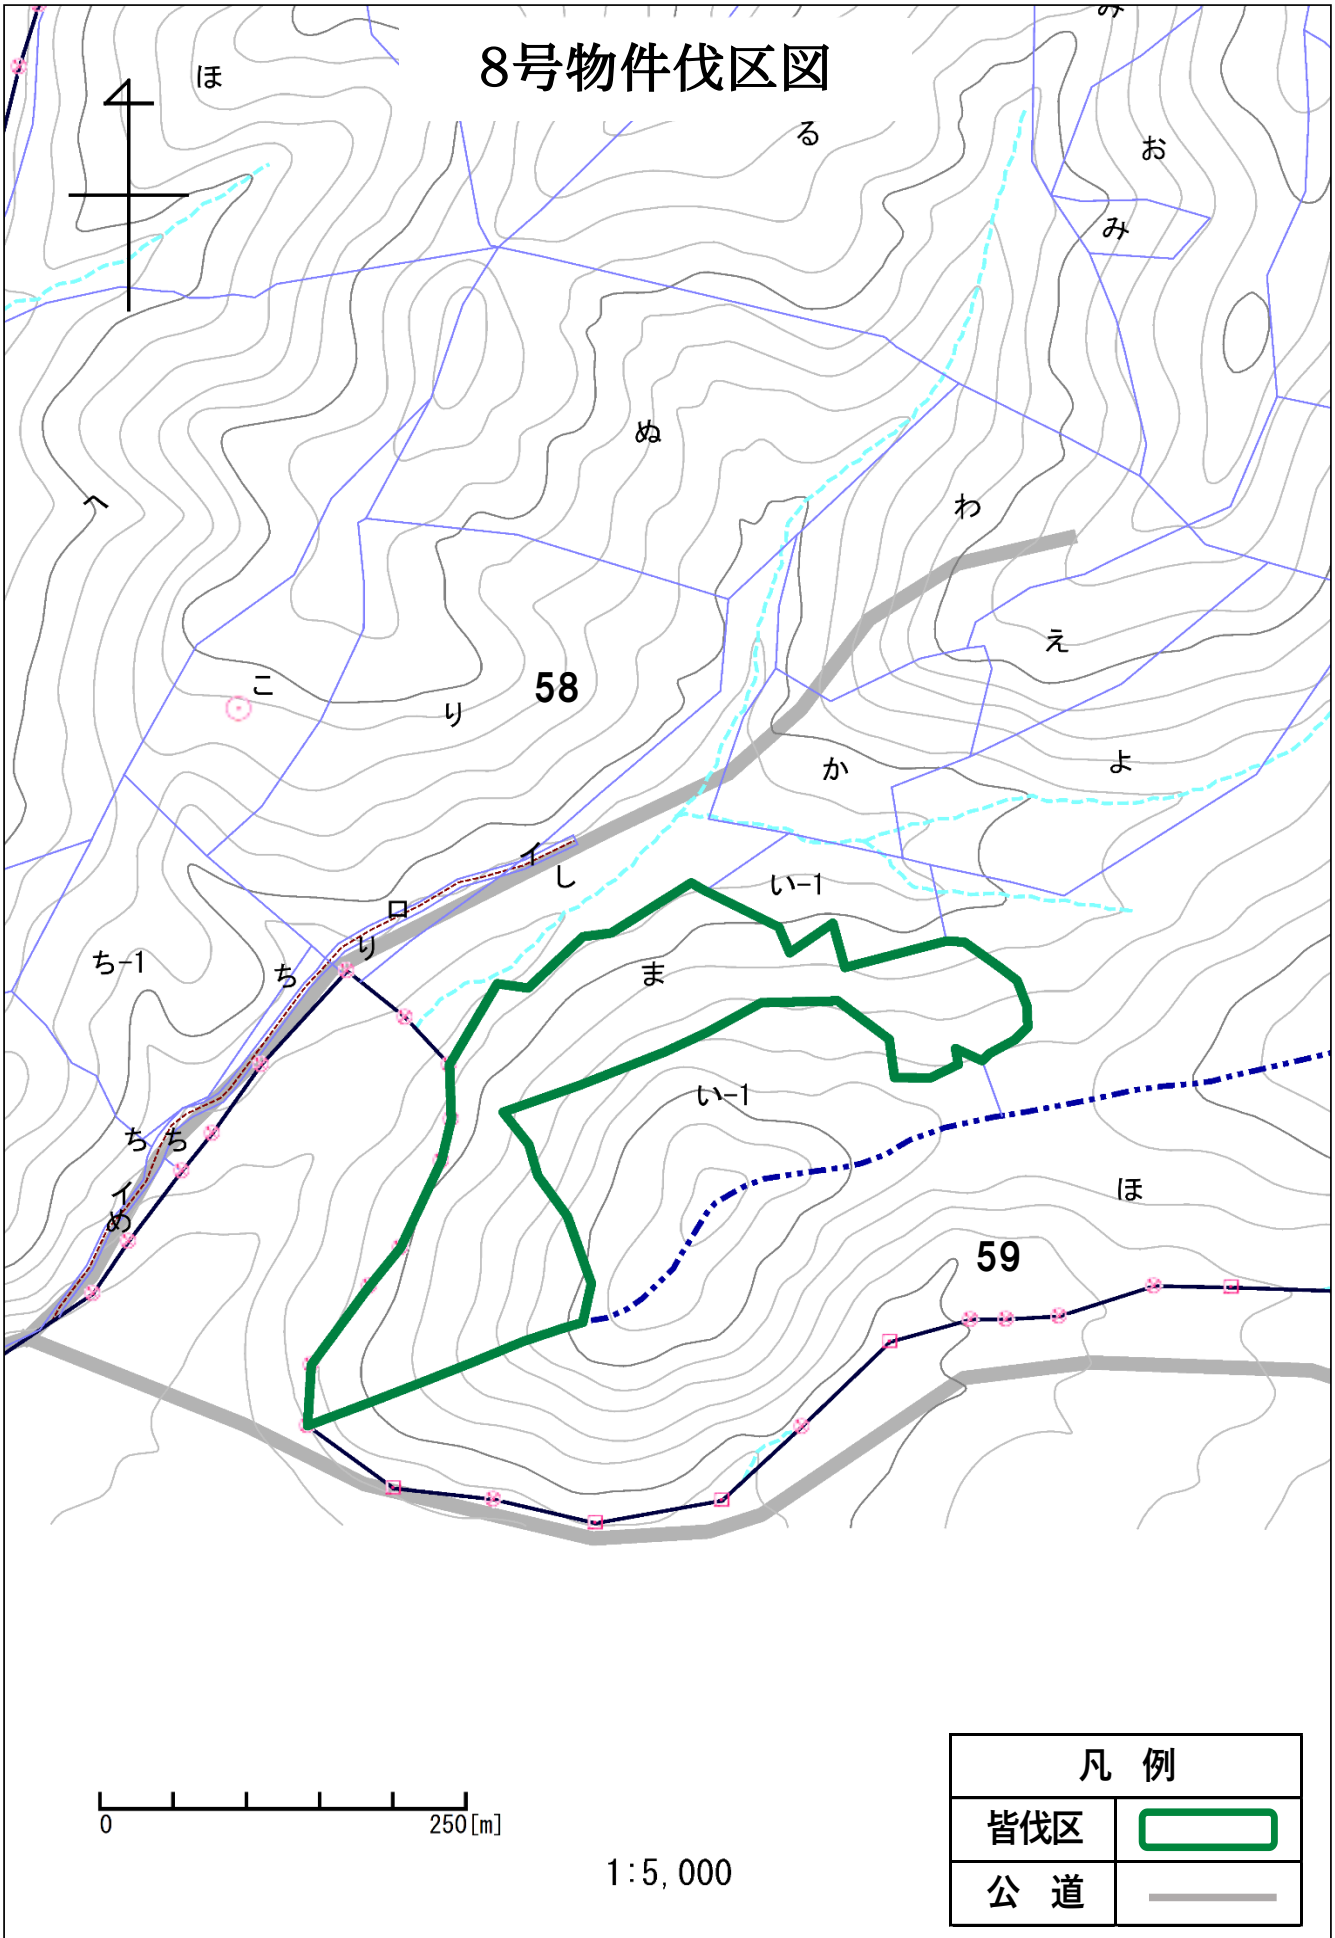 8号物件伐区図
み
ほ
る
お
み
ぬ
へ
わ
え
こ
58
り
か
よ
イ
し
い-1
ロ
り
ち-1
ち
ま
い-1
ち
ち
イ
め
ほ
59
凡 例
皆伐区
公 道
0
250[m]
1:5,000